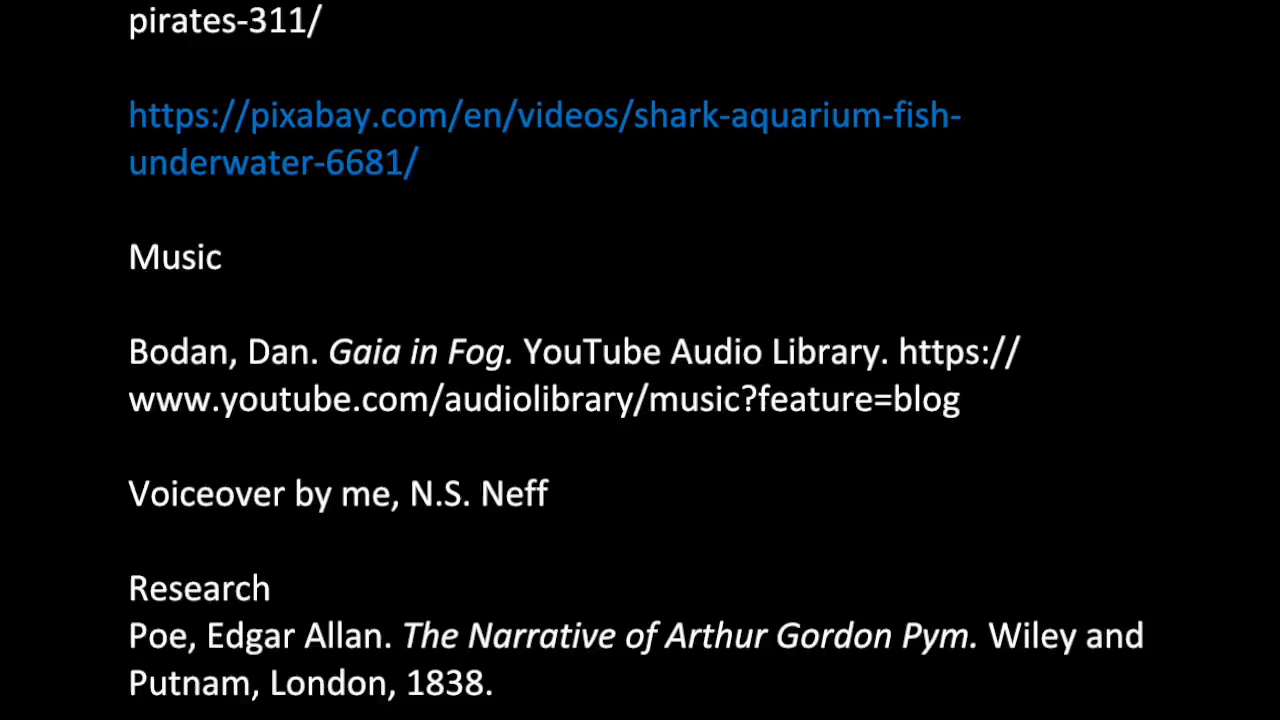 pirates-311/
https://pixabay.com/en/videos/shark-aquarium-fish-
underwater-6681/
Music
Bodan, Dan. Gaia in Fog. YouTube Audio Library. https://
www.youtube.com/audiolibrary/music?feature=blog
Voiceover by me, N.S. Neff
Research
Poe, Edgar Allan. The Narrative of Arthur Gordon Pym. Wiley and
Putnam, London, 1838.